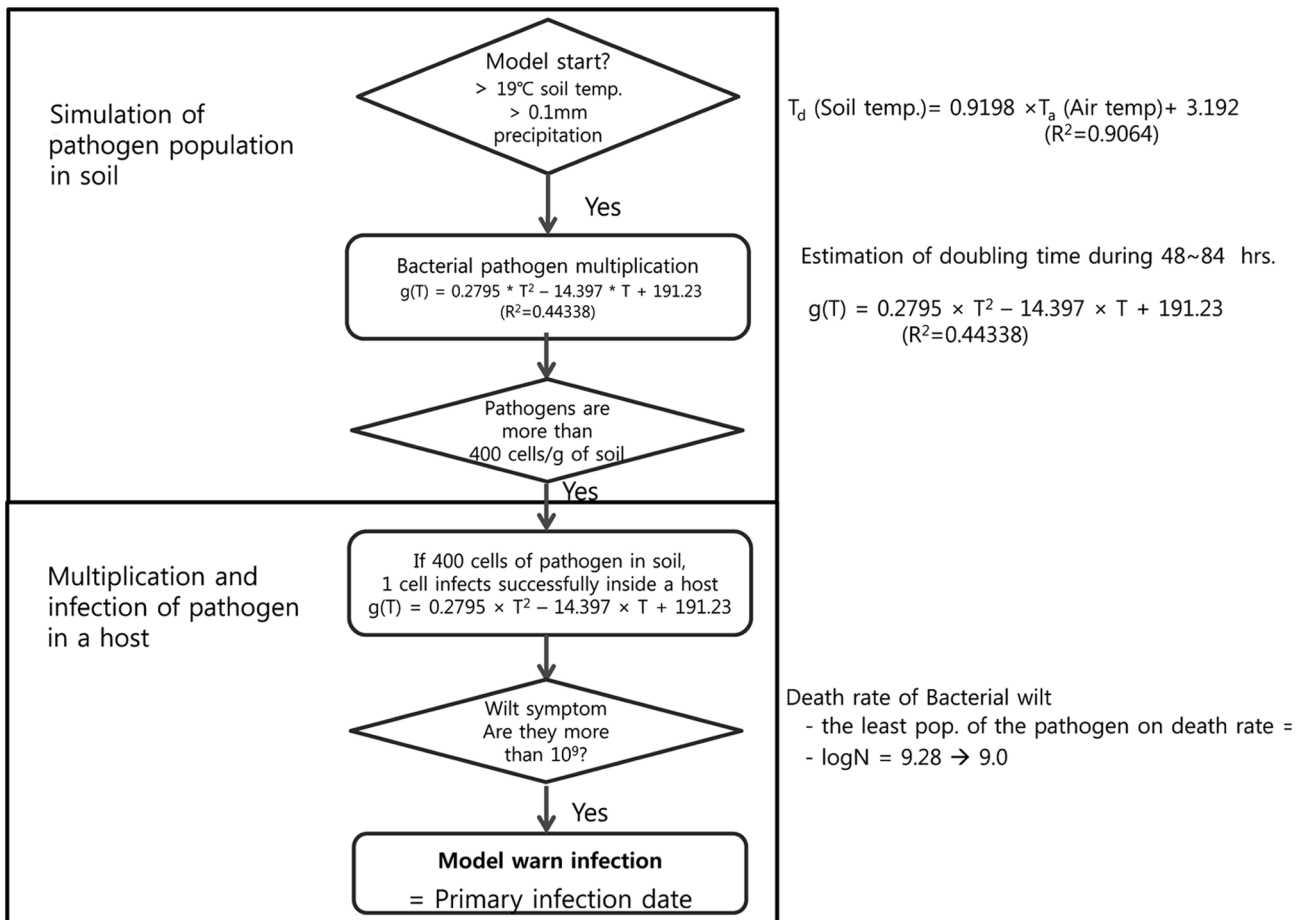 Simulation of
pathogen population
in soil
Model start?
> 19℃ soil temp.
> 0.1mm
precipitation
T_d (Soil temp.)= 0.9198 ×T_a (Air temp)+ 3.192
(R²=0.9064)
Yes
Bacterial pathogen multiplication
g(T) = 0.2795 * T² – 14.397 * T + 191.23
(R²=0.44338)
Estimation of doubling time during 48~84 hrs.
g(T) = 0.2795 × T² – 14.397 × T + 191.23
(R²=0.44338)
Pathogens are
more than
400 cells/g of soil
Yes
Multiplication and
infection of pathogen
in a host
If 400 cells of pathogen in soil,
1 cell infects successfully inside a host
g(T) = 0.2795 × T² – 14.397 × T + 191.23
Wilt symptom
Are they more
than 10⁹?
Death rate of Bacterial wilt
- the least pop. of the pathogen on death rate =
- logN = 9.28 → 9.0
Yes
Model warn infection
= Primary infection date